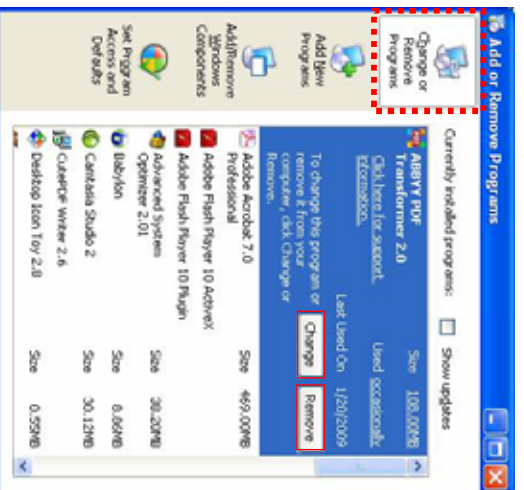 Add or Remove Programs
Change or
Remove
Programs
Add New
Programs
Add/Remove
Windows
Components
Set Program
Access and
Defaults
Currently installed programs:
Show updates
ABBYY PDF
Transformer 2.0
Size 108.00MB
Click here for support
information.
Used occasionally
Last Used On 1/20/2009
To change this program or
remove it from your
computer, click Change or
Remove.
Change
Remove
Adobe Acrobat 7.0
Professional
Size 469.00MB
Adobe Flash Player 10 ActiveX
Adobe Flash Player 10 Plugin
Advanced System
Optimizer 2.01
Size 38.20MB
Babylon
Size 8.86MB
Camtasia Studio 2
Size 30.12MB
CutePDF Writer 2.6
Desktop Icon Toy 2.8
Size 0.55MB